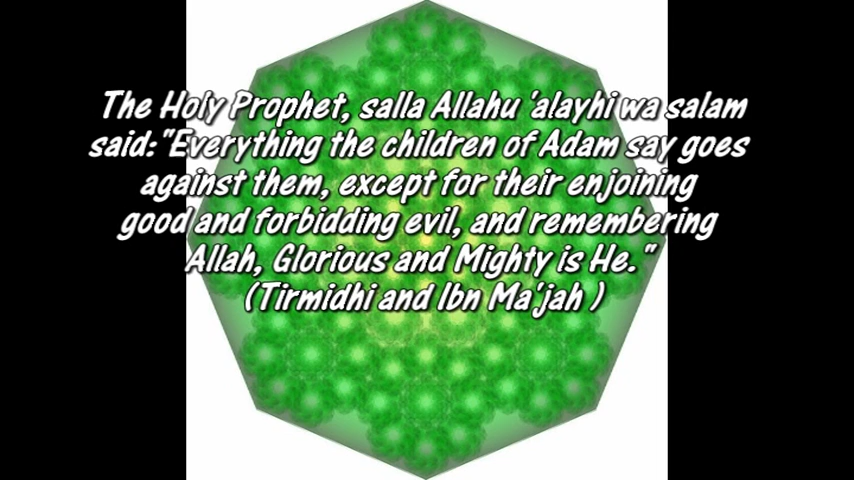 The Holy Prophet, salla Allahu 'alayhi wa salam
said:"Everything the children of Adam say goes
against them, except for their enjoining
good and forbidding evil, and remembering
Allah, Glorious and Mighty is He."
(Tirmidhi and Ibn Ma'jah )